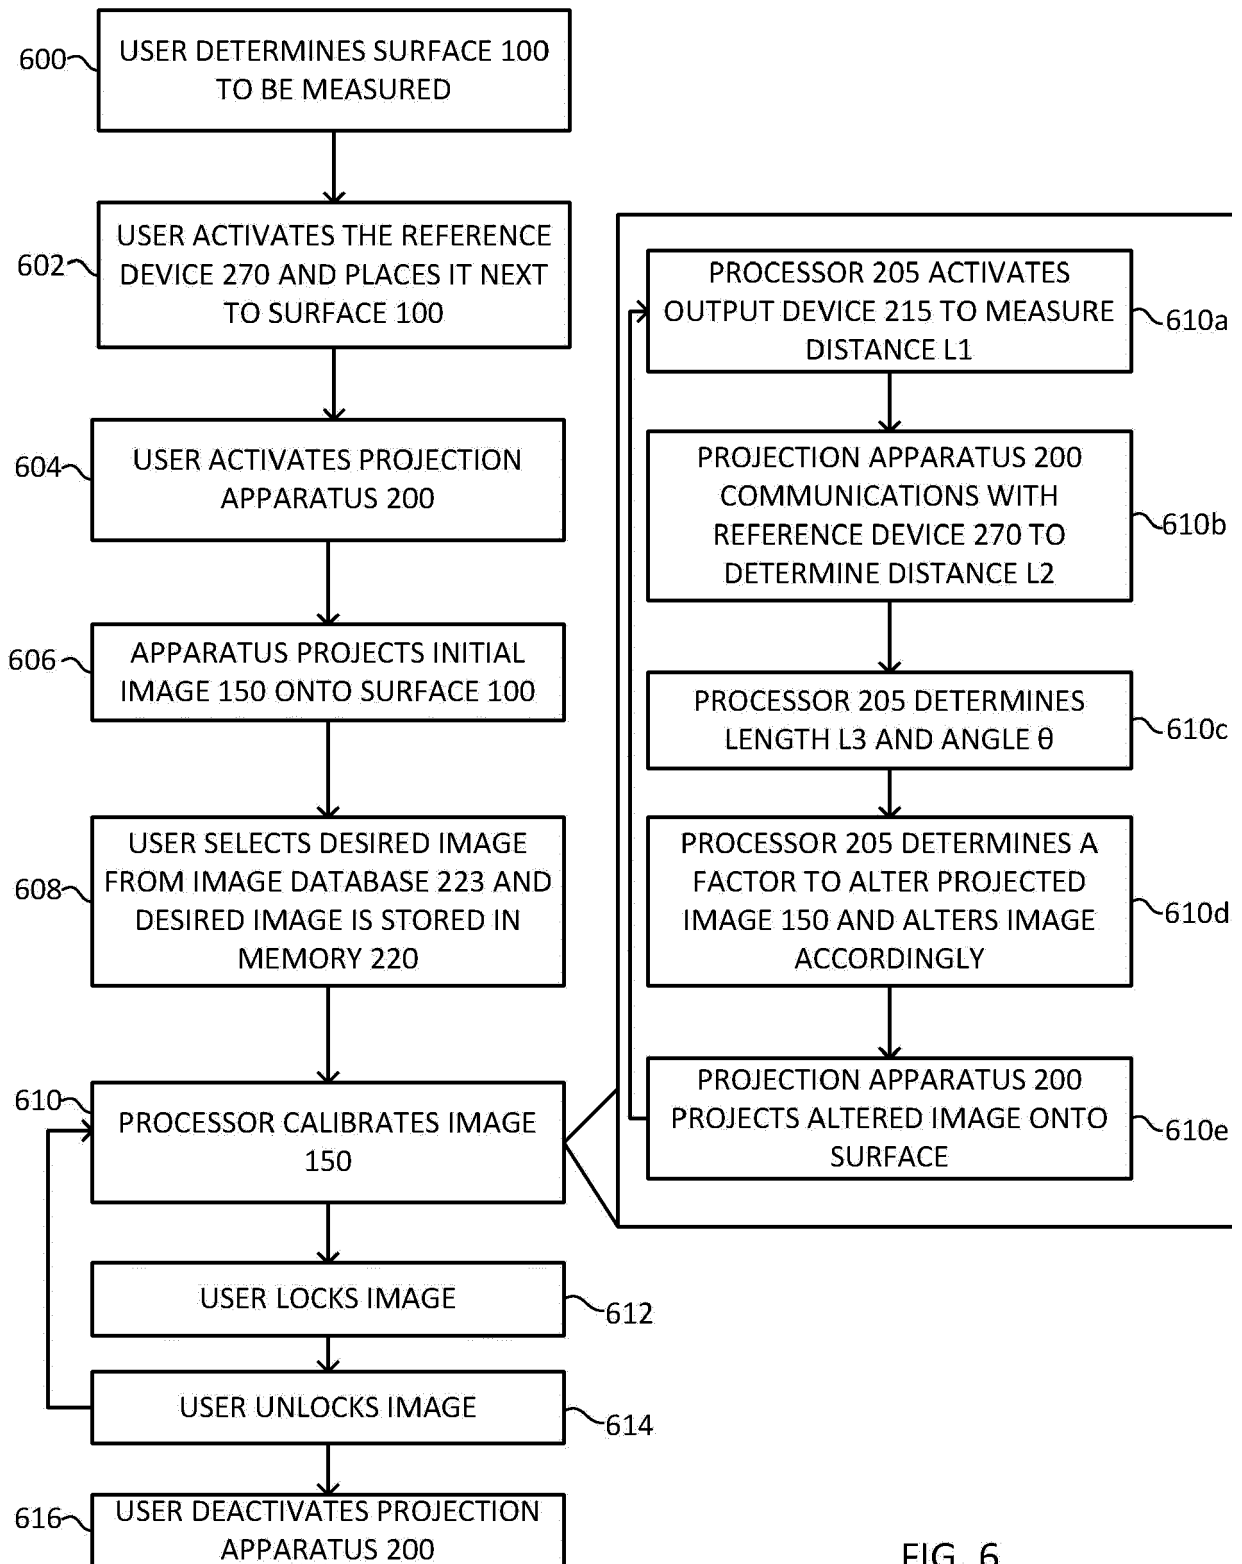 600
USER DETERMINES SURFACE 100
TO BE MEASURED
602
USER ACTIVATES THE REFERENCE
DEVICE 270 AND PLACES IT NEXT
TO SURFACE 100
604
USER ACTIVATES PROJECTION
APPARATUS 200
606
APPARATUS PROJECTS INITIAL
IMAGE 150 ONTO SURFACE 100
608
USER SELECTS DESIRED IMAGE
FROM IMAGE DATABASE 223 AND
DESIRED IMAGE IS STORED IN
MEMORY 220
610
PROCESSOR CALIBRATES IMAGE
150
USER LOCKS IMAGE
612
USER UNLOCKS IMAGE
614
616
USER DEACTIVATES PROJECTION
APPARATUS 200
PROCESSOR 205 ACTIVATES
OUTPUT DEVICE 215 TO MEASURE
DISTANCE L1
610a
PROJECTION APPARATUS 200
COMMUNICATIONS WITH
REFERENCE DEVICE 270 TO
DETERMINE DISTANCE L2
610b
PROCESSOR 205 DETERMINES
LENGTH L3 AND ANGLE θ
610c
PROCESSOR 205 DETERMINES A
FACTOR TO ALTER PROJECTED
IMAGE 150 AND ALTERS IMAGE
ACCORDINGLY
610d
PROJECTION APPARATUS 200
PROJECTS ALTERED IMAGE ONTO
SURFACE
610e
FIG. 6